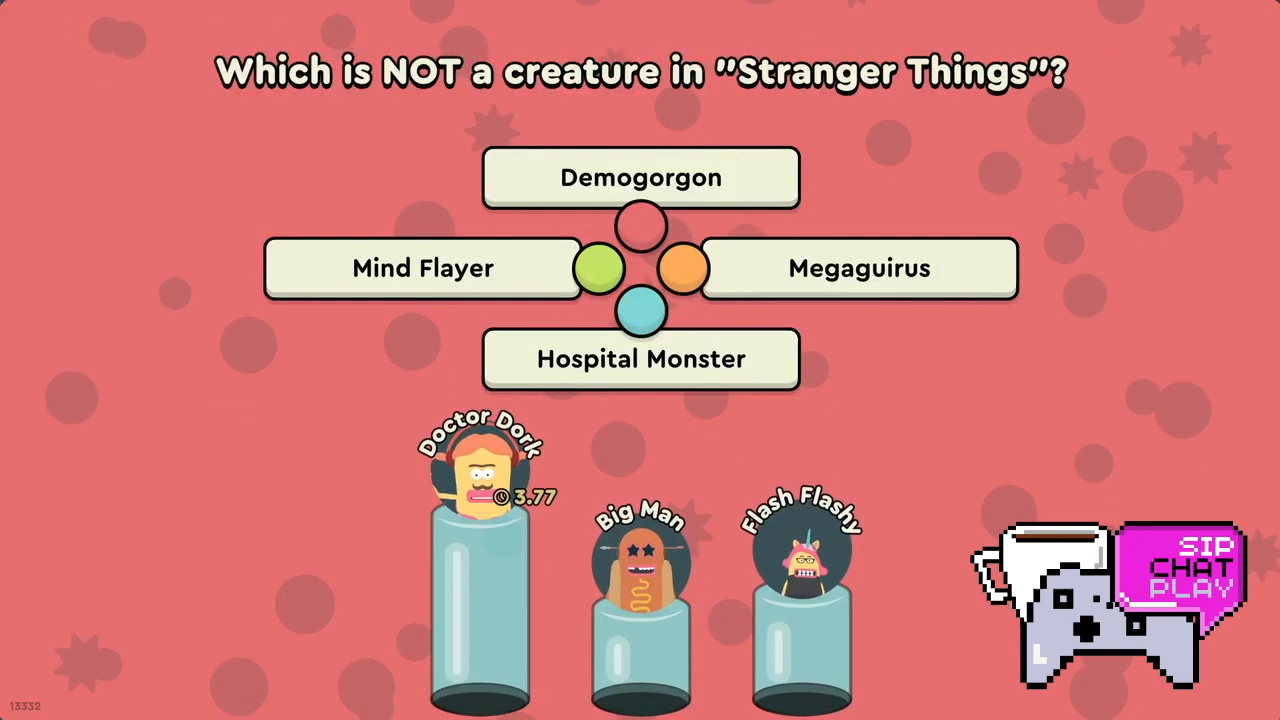 Which is NOT a creature in "Stranger Things"?
Demogorgon
Mind Flayer
Megaguirus
Hospital Monster
Doctor Dork
3.77
Big Man
Flash Flashy
SIP
CHAT
PLAY
13332